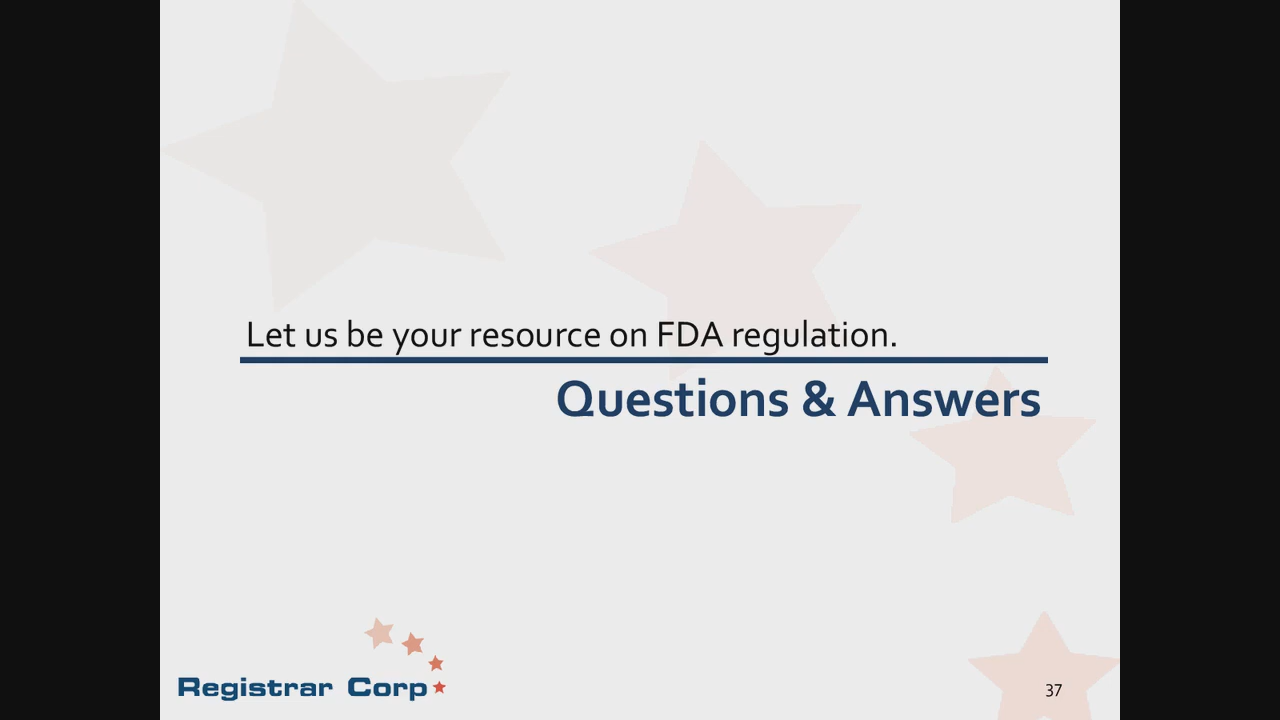 Let us be your resource on FDA regulation.
Questions & Answers
Registrar Corp
37